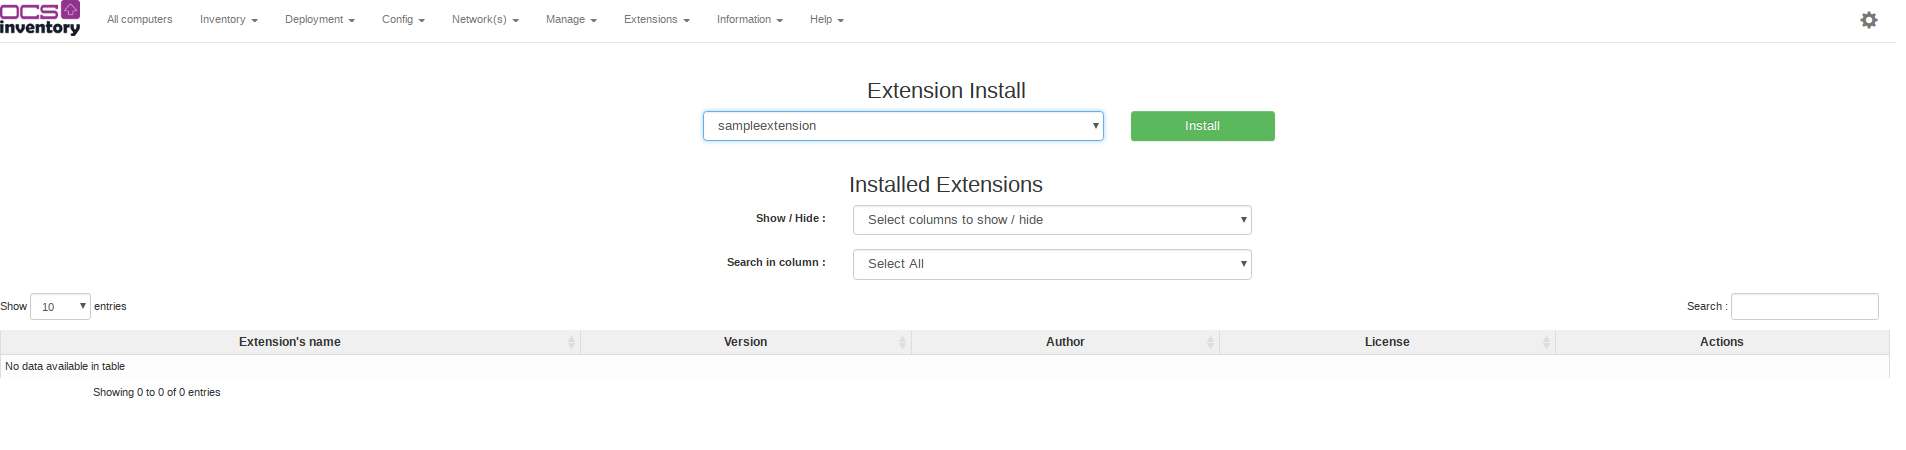 OCS inventory
All computers Inventory Deployment Config Network(s) Manage Extensions Information Help
Extension Install
sampleextension Install
Installed Extensions
Show / Hide : Select columns to show / hide
Search in column : Select All
Show 10 entries Search :
Extension's name Version Author License Actions
No data available in table
Showing 0 to 0 of 0 entries